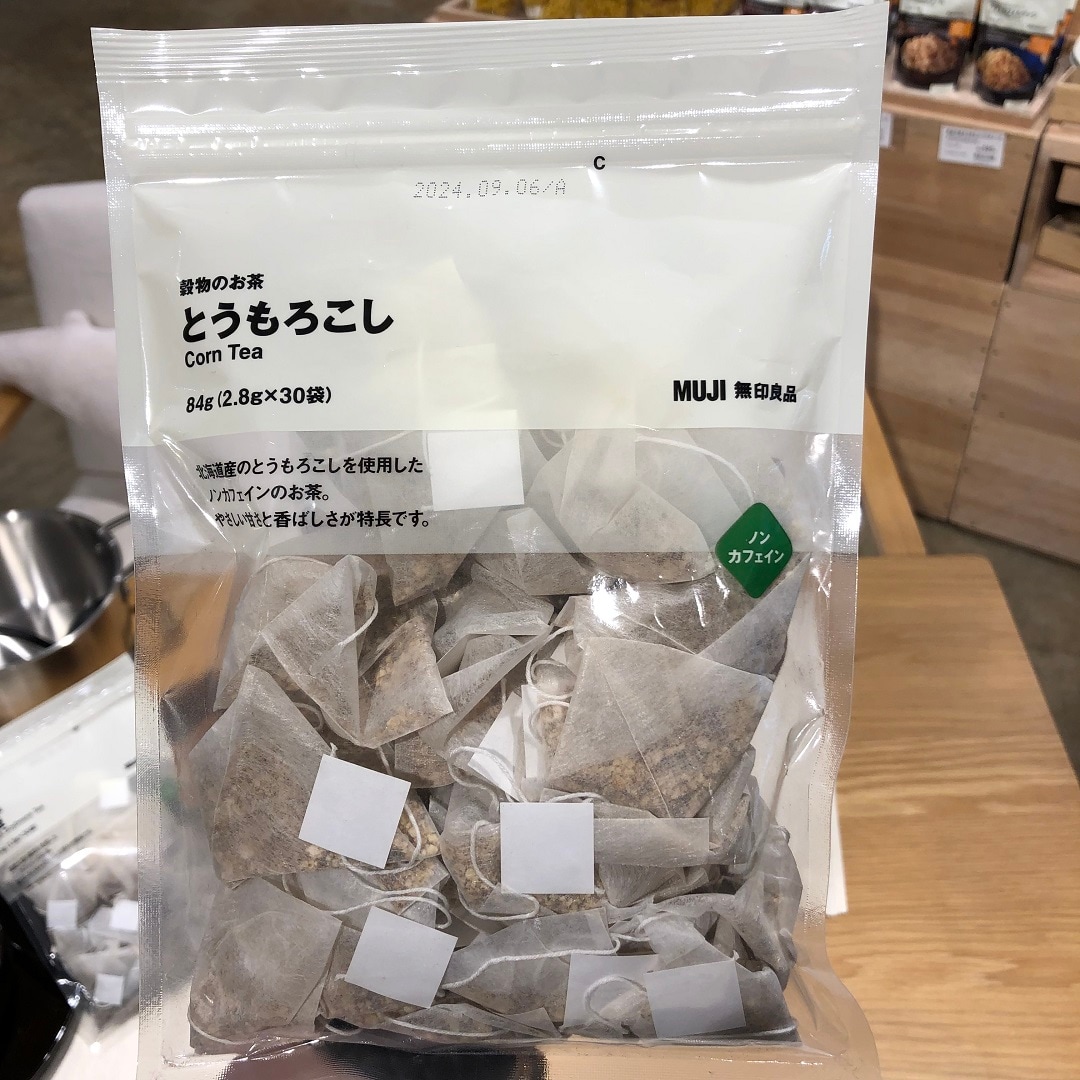 C
2024.09.06/A
穀物のお茶
とうもろこし
Corn Tea
84g(2.8g×30袋)
MUJI 無印良品
北海道産のとうもろこしを使用した
ノンカフェインのお茶。
やさしい甘さと香ばしさが特長です。
ノン
カフェイン